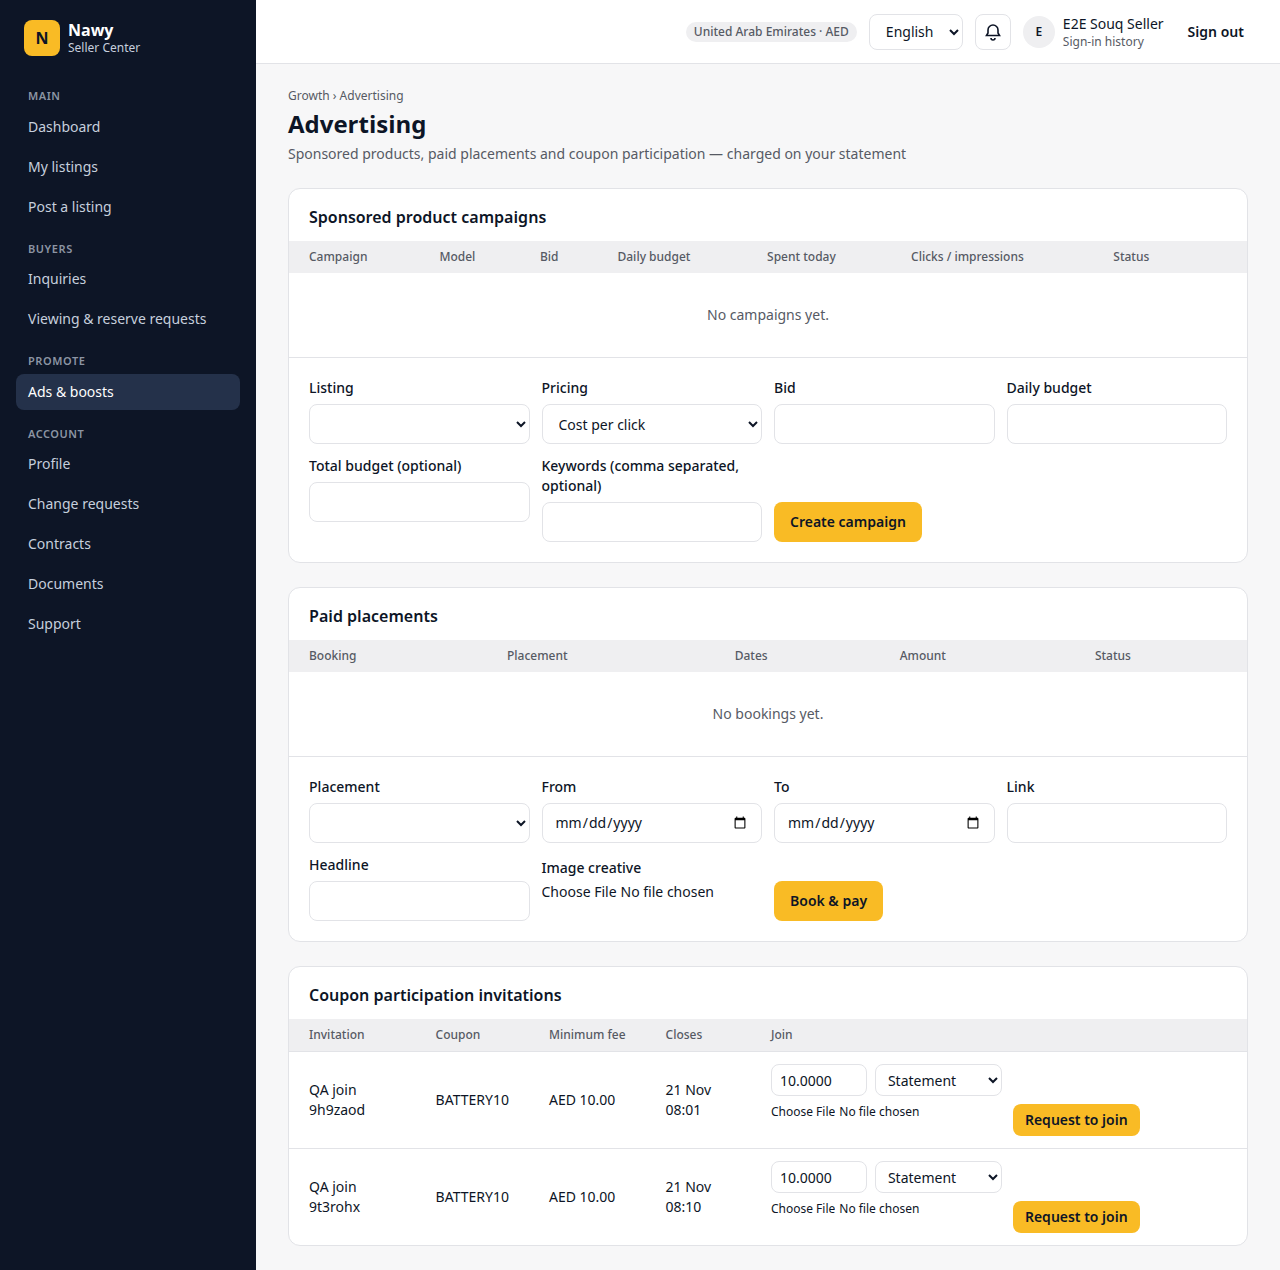 N
Nawy
Seller Center
United Arab Emirates · AED
English
E
E2E Souq Seller
Sign-in history
Sign out
MAIN
Dashboard
My listings
Post a listing
BUYERS
Inquiries
Viewing & reserve requests
PROMOTE
Ads & boosts
ACCOUNT
Profile
Change requests
Contracts
Documents
Support
Growth › Advertising
Advertising
Sponsored products, paid placements and coupon participation — charged on your statement
Sponsored product campaigns
Campaign Model Bid Daily budget Spent today Clicks / impressions Status
No campaigns yet.
Listing Pricing Bid Daily budget
Cost per click
Total budget (optional) Keywords (comma separated,
optional)
Create campaign
Paid placements
Booking Placement Dates Amount Status
No bookings yet.
Placement From To Link
mm/dd/yyyy mm/dd/yyyy
Headline Image creative
Choose File No file chosen
Book & pay
Coupon participation invitations
Invitation Coupon Minimum fee Closes Join
QA join
9h9zaod
BATTERY10
AED 10.00
21 Nov
08:01
10.0000 Statement
Choose File No file chosen
Request to join
QA join
9t3rohx
BATTERY10
AED 10.00
21 Nov
08:10
10.0000 Statement
Choose File No file chosen
Request to join